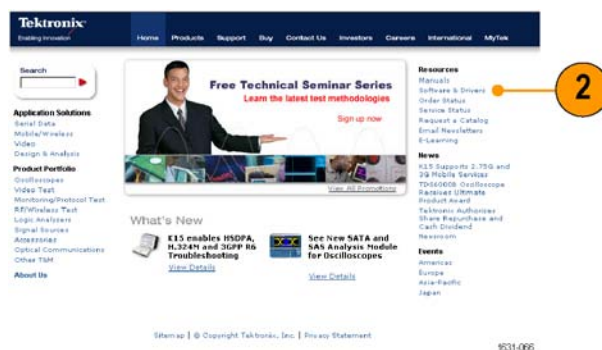 Tektronix
Enabling Innovation
Home Products Support Buy Contact Us Investors Careers International MyTek
Search
Application Solutions
Serial Data
Mobile/Wireless
Video
Design & Analysis
Product Portfolio
Oscilloscopes
Video Test
Monitoring/Protocol Test
RF/Wireless Test
Logic Analyzers
Signal Sources
Accessories
Optical Communications
Other T&M
About Us
Free Technical Seminar Series
Learn the latest test methodologies
Sign up now
View All Promotions
What's New
K15 enables HSDPA,
H.324M and 3GPP R6
Troubleshooting
View Details
See New SATA and
SAS Analysis Module
for Oscilloscopes
View Details
Resources
Manuals
Software & Drivers
Order Status
Service Status
Request a Catalog
Email Newsletters
E-Learning
News
K15 Supports 2.75G and
3G Mobile Services
TDS6000B Oscilloscope
Receives Ultimate
Product Award
Tektronix Authorizes
Share Repurchase and
Cash Dividend
Newsroom
Events
Americas
Europe
Asia-Pacific
Japan
2
Sitemap | © Copyright Tektronix, Inc. | Privacy Statement
1631-066